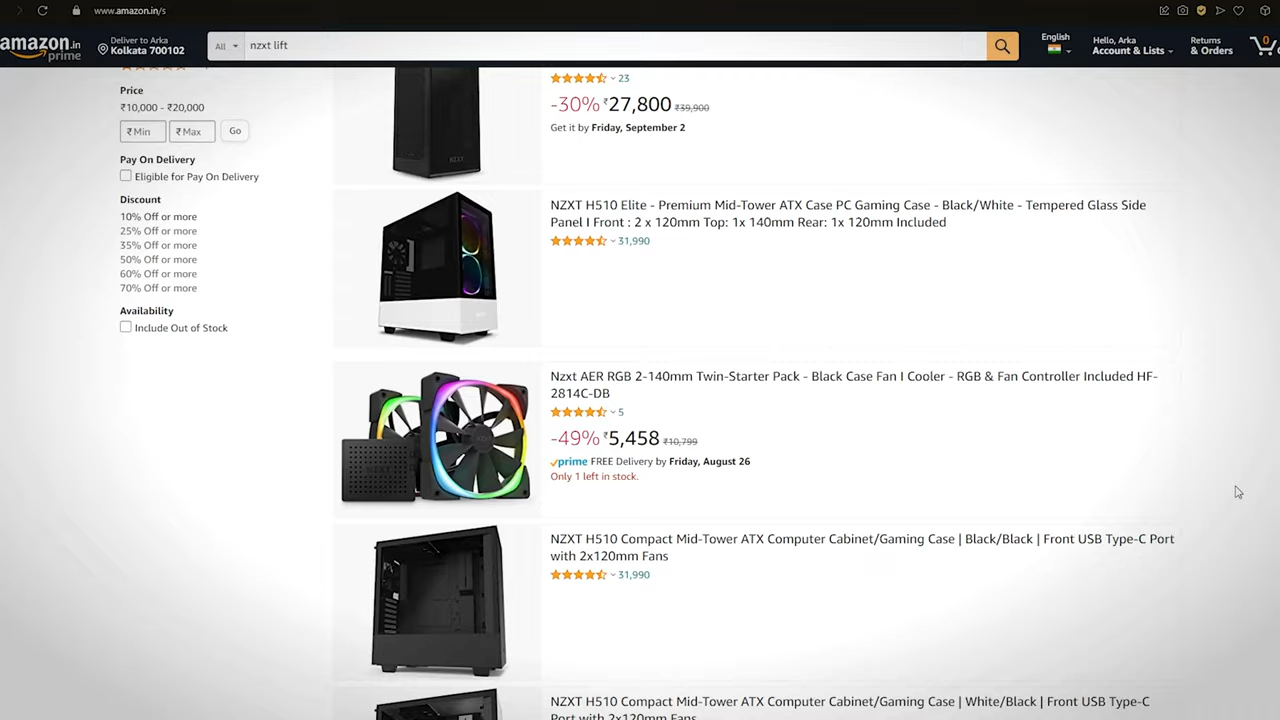 www.amazon.in/s
amazon.in
prime
Deliver to Arka
Kolkata 700102
All
nzxt lift
English
Hello, Arka
Account & Lists
Returns
& Orders
0
Price
₹10,000 - ₹20,000
₹ Min
₹ Max
Go
Pay On Delivery
Eligible for Pay On Delivery
Discount
10% Off or more
25% Off or more
35% Off or more
50% Off or more
60% Off or more
70% Off or more
Availability
Include Out of Stock
23
-30% ₹27,800 ₹39,900
Get it by Friday, September 2
NZXT
NZXT H510 Elite - Premium Mid-Tower ATX Case PC Gaming Case - Black/White - Tempered Glass Side
Panel I Front : 2 x 120mm Top: 1x 140mm Rear: 1x 120mm Included
31,990
Nzxt AER RGB 2-140mm Twin-Starter Pack - Black Case Fan I Cooler - RGB & Fan Controller Included HF-
2814C-DB
5
-49% ₹5,458 ₹10,799
prime FREE Delivery by Friday, August 26
Only 1 left in stock.
NZXT
NZXT H510 Compact Mid-Tower ATX Computer Cabinet/Gaming Case | Black/Black | Front USB Type-C Port
with 2x120mm Fans
31,990
NZXT H510 Compact Mid-Tower ATX Computer Cabinet/Gaming Case | White/Black | Front USB Type-C
Port with 2x120mm Fans